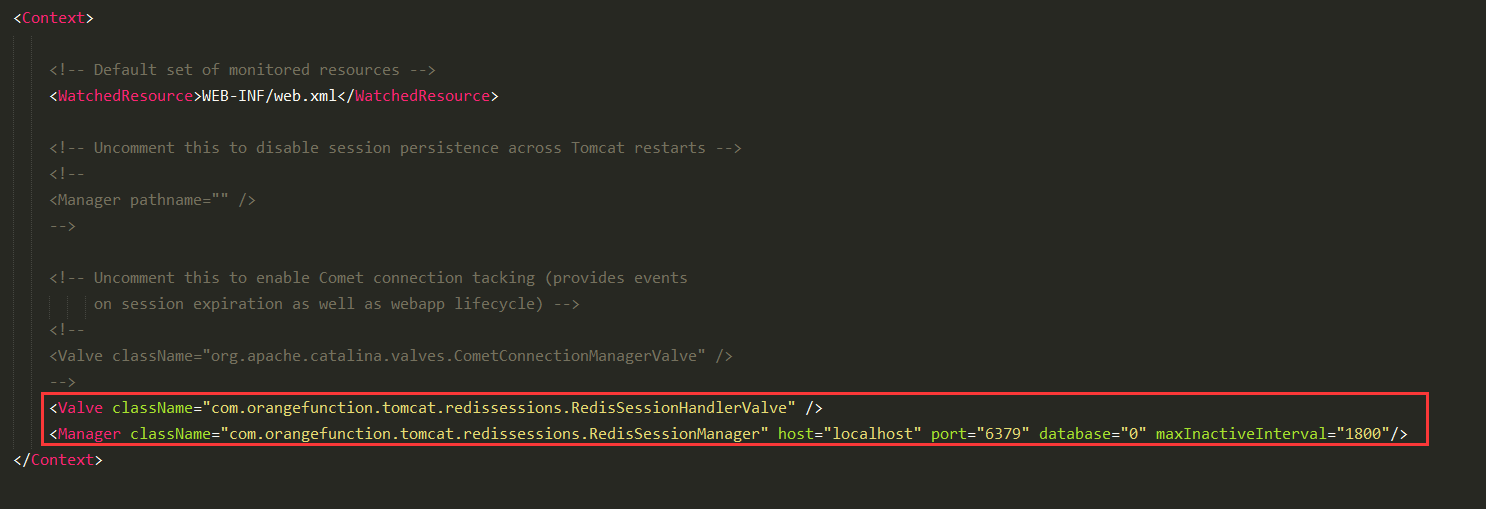 <Context>
<!-- Default set of monitored resources -->
<WatchedResource>WEB-INF/web.xml</WatchedResource>
<!-- Uncomment this to disable session persistence across Tomcat restarts -->
<!--
<Manager pathname="" />
-->
<!-- Uncomment this to enable Comet connection tacking (provides events
on session expiration as well as webapp lifecycle) -->
<!--
<Valve className="org.apache.catalina.valves.CometConnectionManagerValve" />
-->
<Valve className="com.orangefunction.tomcat.redissessions.RedisSessionHandlerValve" />
<Manager className="com.orangefunction.tomcat.redissessions.RedisSessionManager" host="localhost" port="6379" database="0" maxInactiveInterval="1800"/>
</Context>